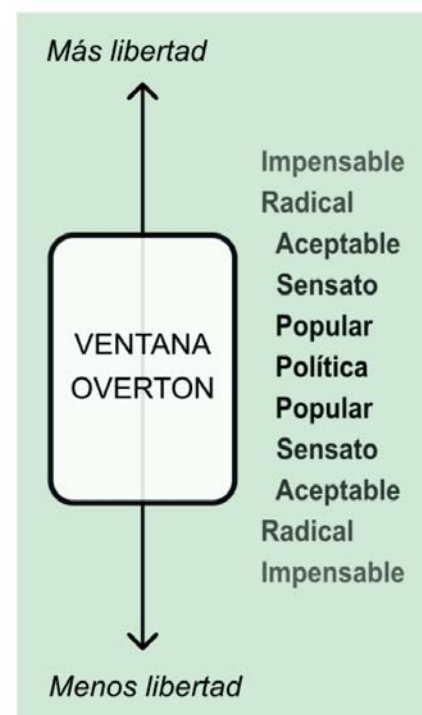 Más libertad
Impensable
Radical
Aceptable
Sensato
Popular
Política
Popular
Sensato
Aceptable
Radical
Impensable
VENTANA
OVERTON
Menos libertad